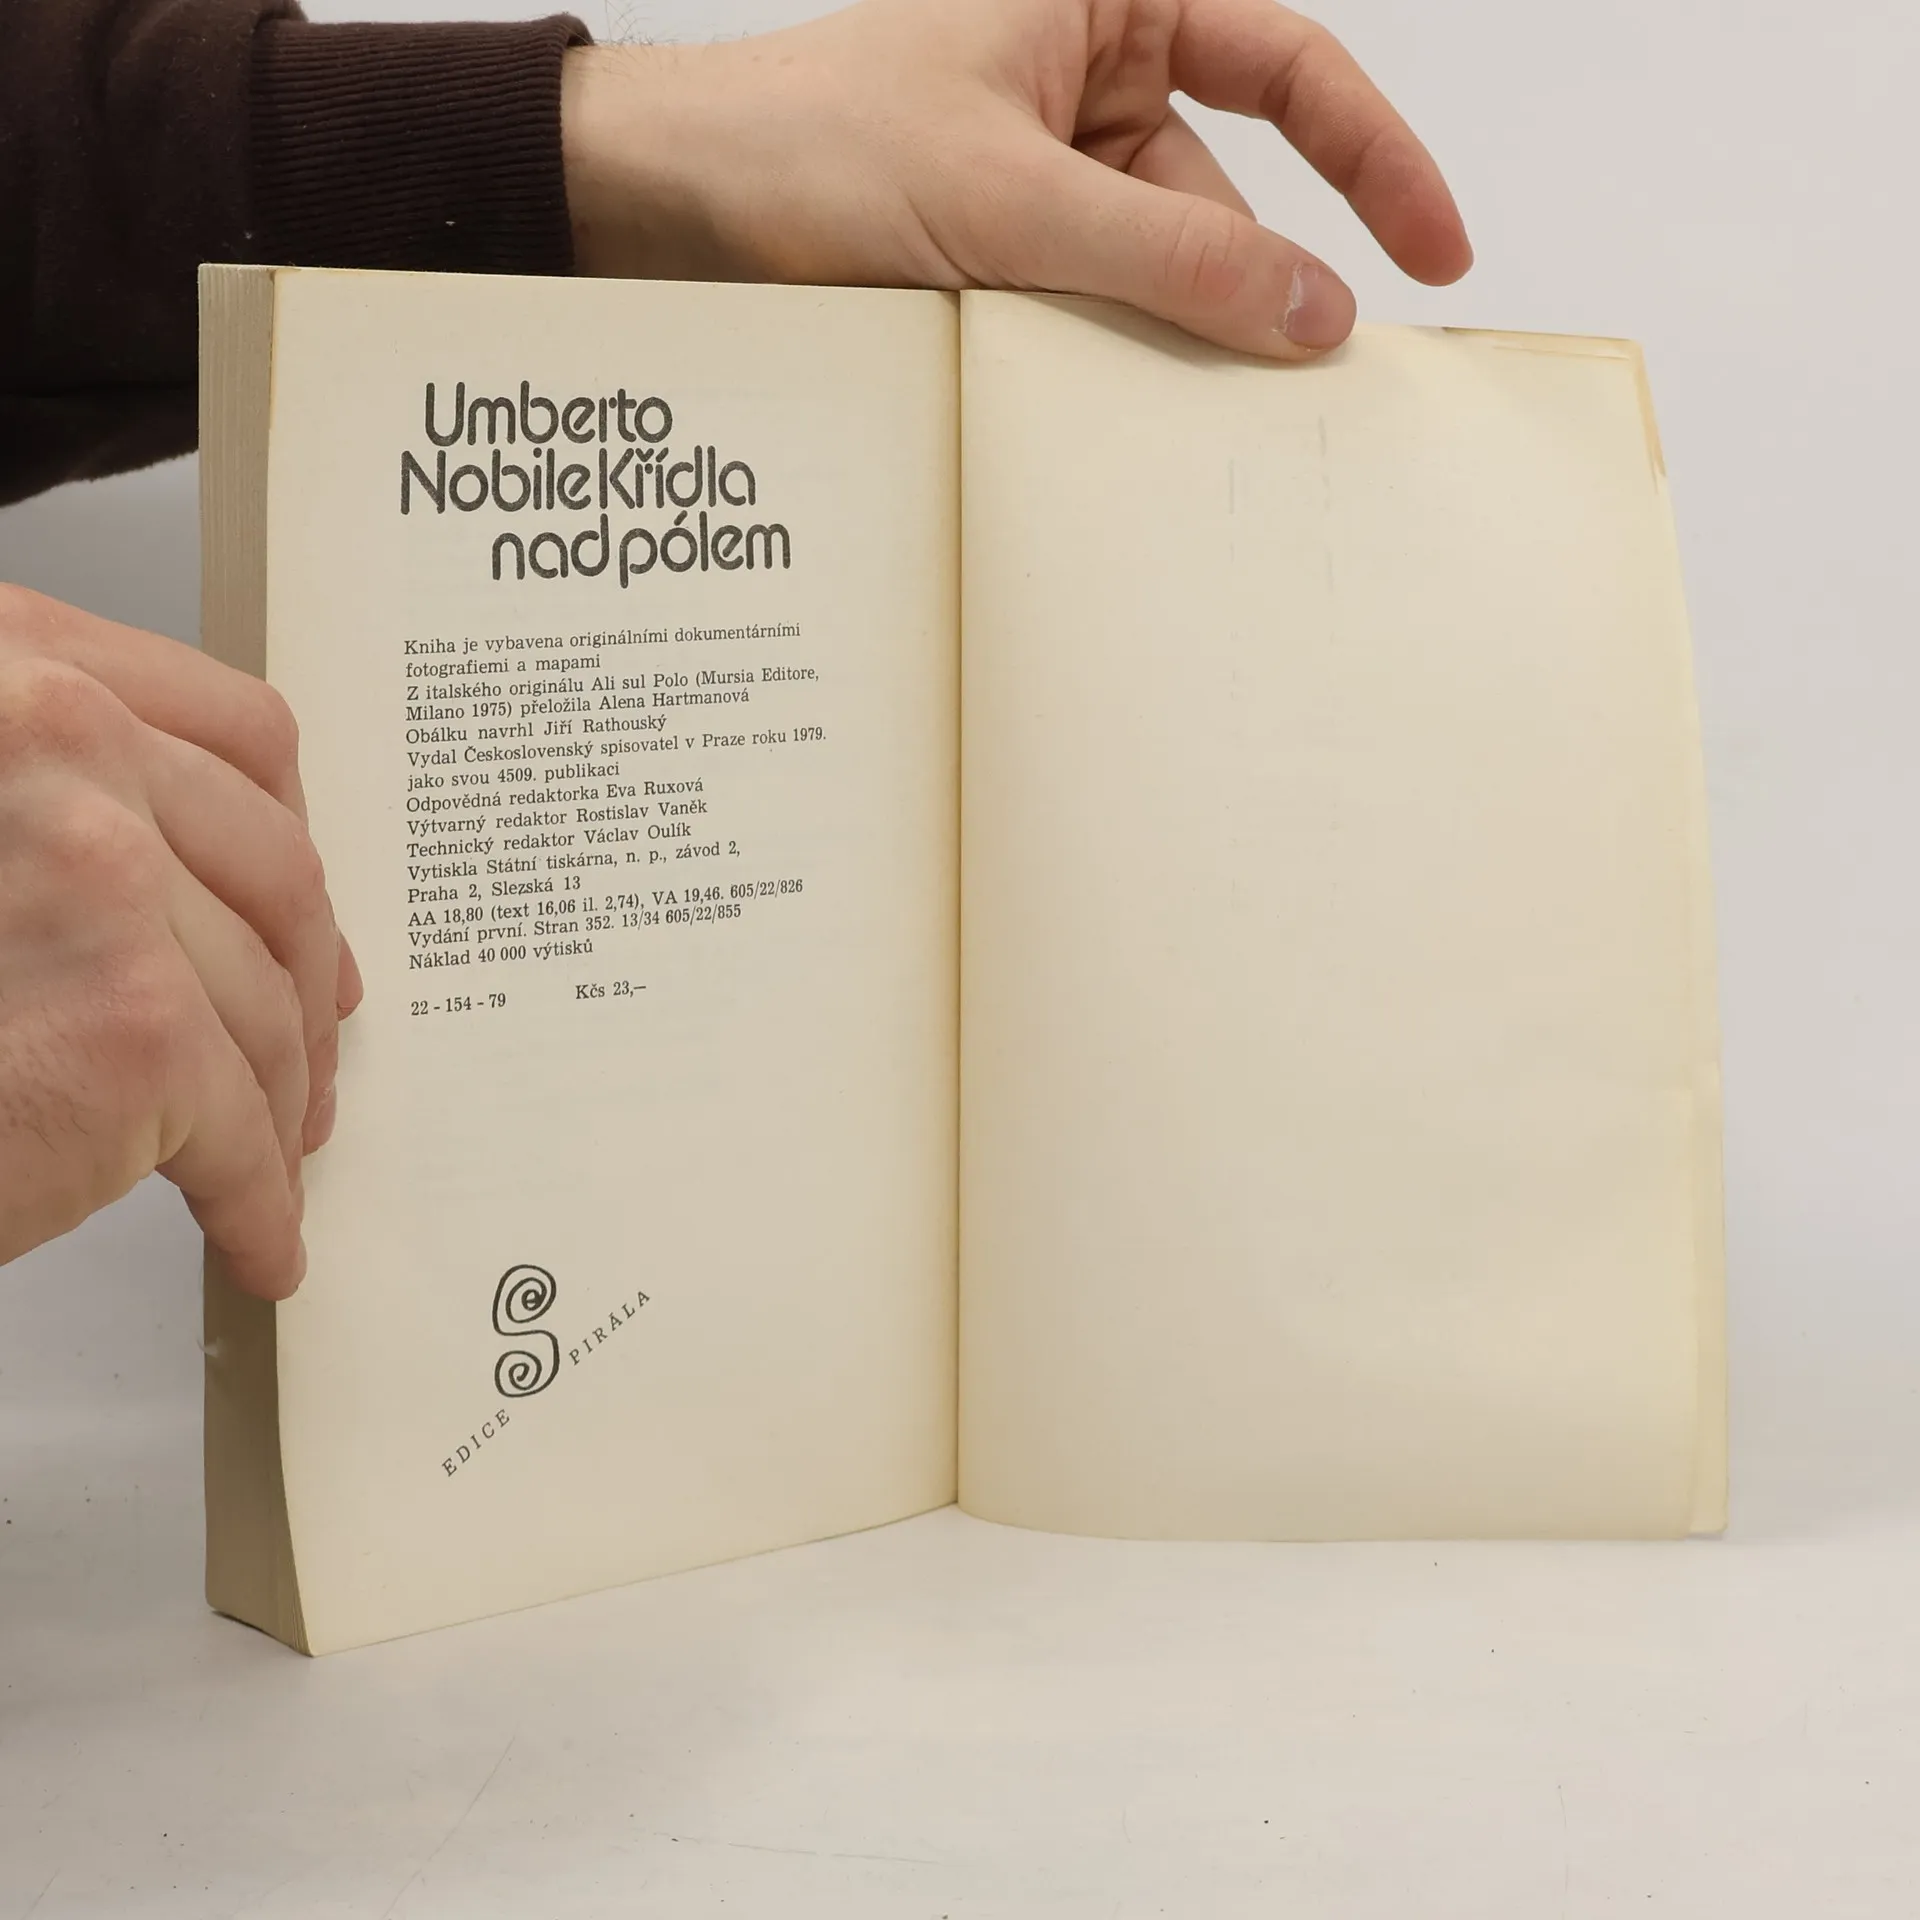 Umberto
Nobile Křídla
nad pólem
Kniha je vybavena originálními dokumentárními
fotografiemi a mapami
Z italského originálu Ali sul Polo (Mursia Editore,
Milano 1975) přeložila Alena Hartmanová
Obálku navrhl Jiří Rathouský
Vydal Československý spisovatel v Praze roku 1979.
jako svou 4509. publikaci
Odpovědná redaktorka Eva Ruxová
Výtvarný redaktor Rostislav Vaněk
Technický redaktor Václav Oulík
Vytiskla Státní tiskárna, n. p., závod 2,
Praha 2, Slezská 13
AA 18,80 (text 16,06 il. 2,74), VA 19,46. 605/22/826
Vydání první. Stran 352. 13/34 605/22/855
Náklad 40 000 výtisků
22 - 154 - 79 Kčs 23,—
EDICE SPIRÁLA